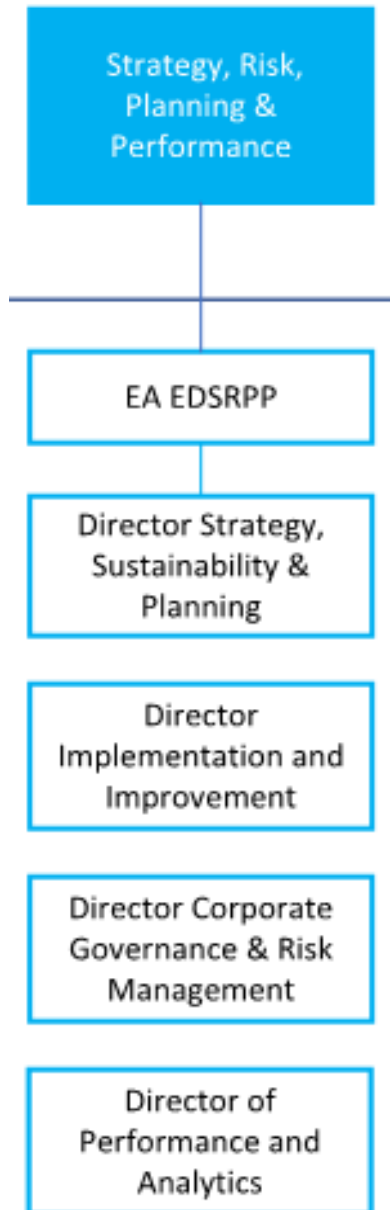 Strategy, Risk,
Planning &
Performance
EA EDSRPP
Director Strategy,
Sustainability &
Planning
Director
Implementation and
Improvement
Director Corporate
Governance & Risk
Management
Director of
Performance and
Analytics